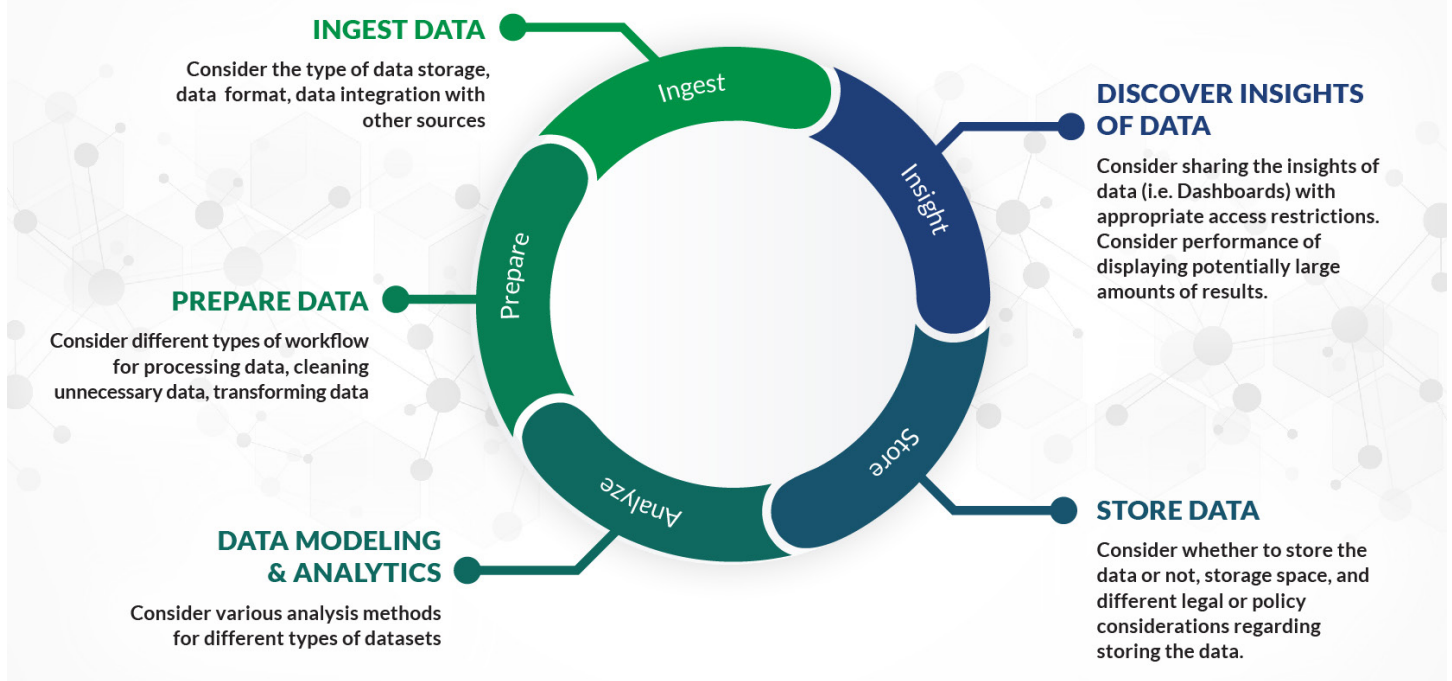 INGEST DATA
Consider the type of data storage,
data format, data integration with
other sources
PREPARE DATA
Consider different types of workflow
for processing data, cleaning
unnecessary data, transforming data
DATA MODELING
& ANALYTICS
Consider various analysis methods
for different types of datasets
Ingest
Prepare
Analyze
Store
Insight
DISCOVER INSIGHTS
OF DATA
Consider sharing the insights of
data (i.e. Dashboards) with
appropriate access restrictions.
Consider performance of
displaying potentially large
amounts of results.
STORE DATA
Consider whether to store the
data or not, storage space, and
different legal or policy
considerations regarding
storing the data.